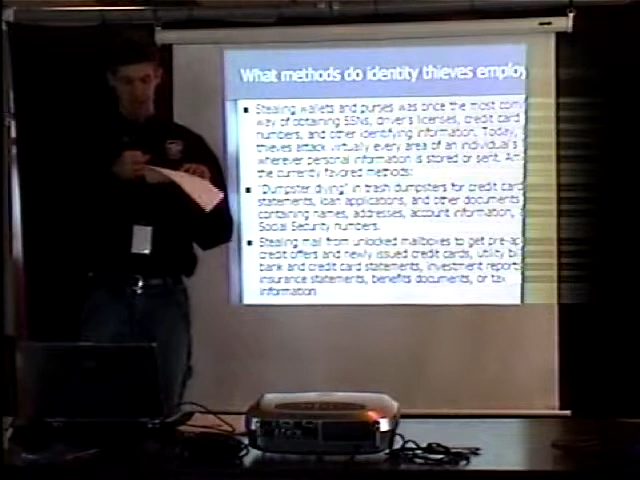 What methods do identity thieves employ
Stealing wallets and purses was once the most com
way of obtaining SSNs, driver's licenses, credit card
numbers, and other identifying information. Today,
thieves attack virtually every area of an individual's
wherever personal information is stored or sent. Am
the currently favored methods:
"Dumpster diving" in trash dumpsters for credit card
statements, loan applications, and other documents
containing names, addresses, account information,
Social Security numbers.
Stealing mail from unlocked mailboxes to get pre-ap
credit offers and newly issued credit cards, utility bi
bank and credit card statements, investment report
insurance statements, benefits documents, or tax
information